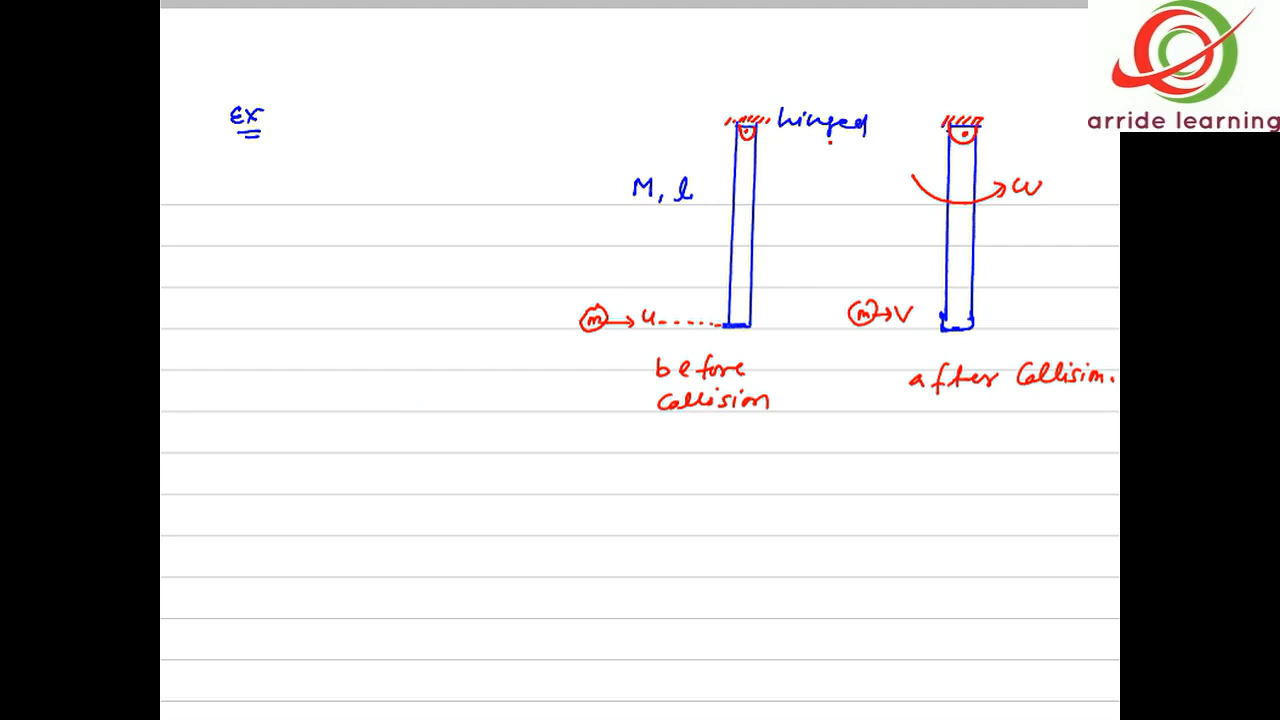 arride learning
Ex
hinged
M, l
ω
m → u
m → v
before
collision
after collision.